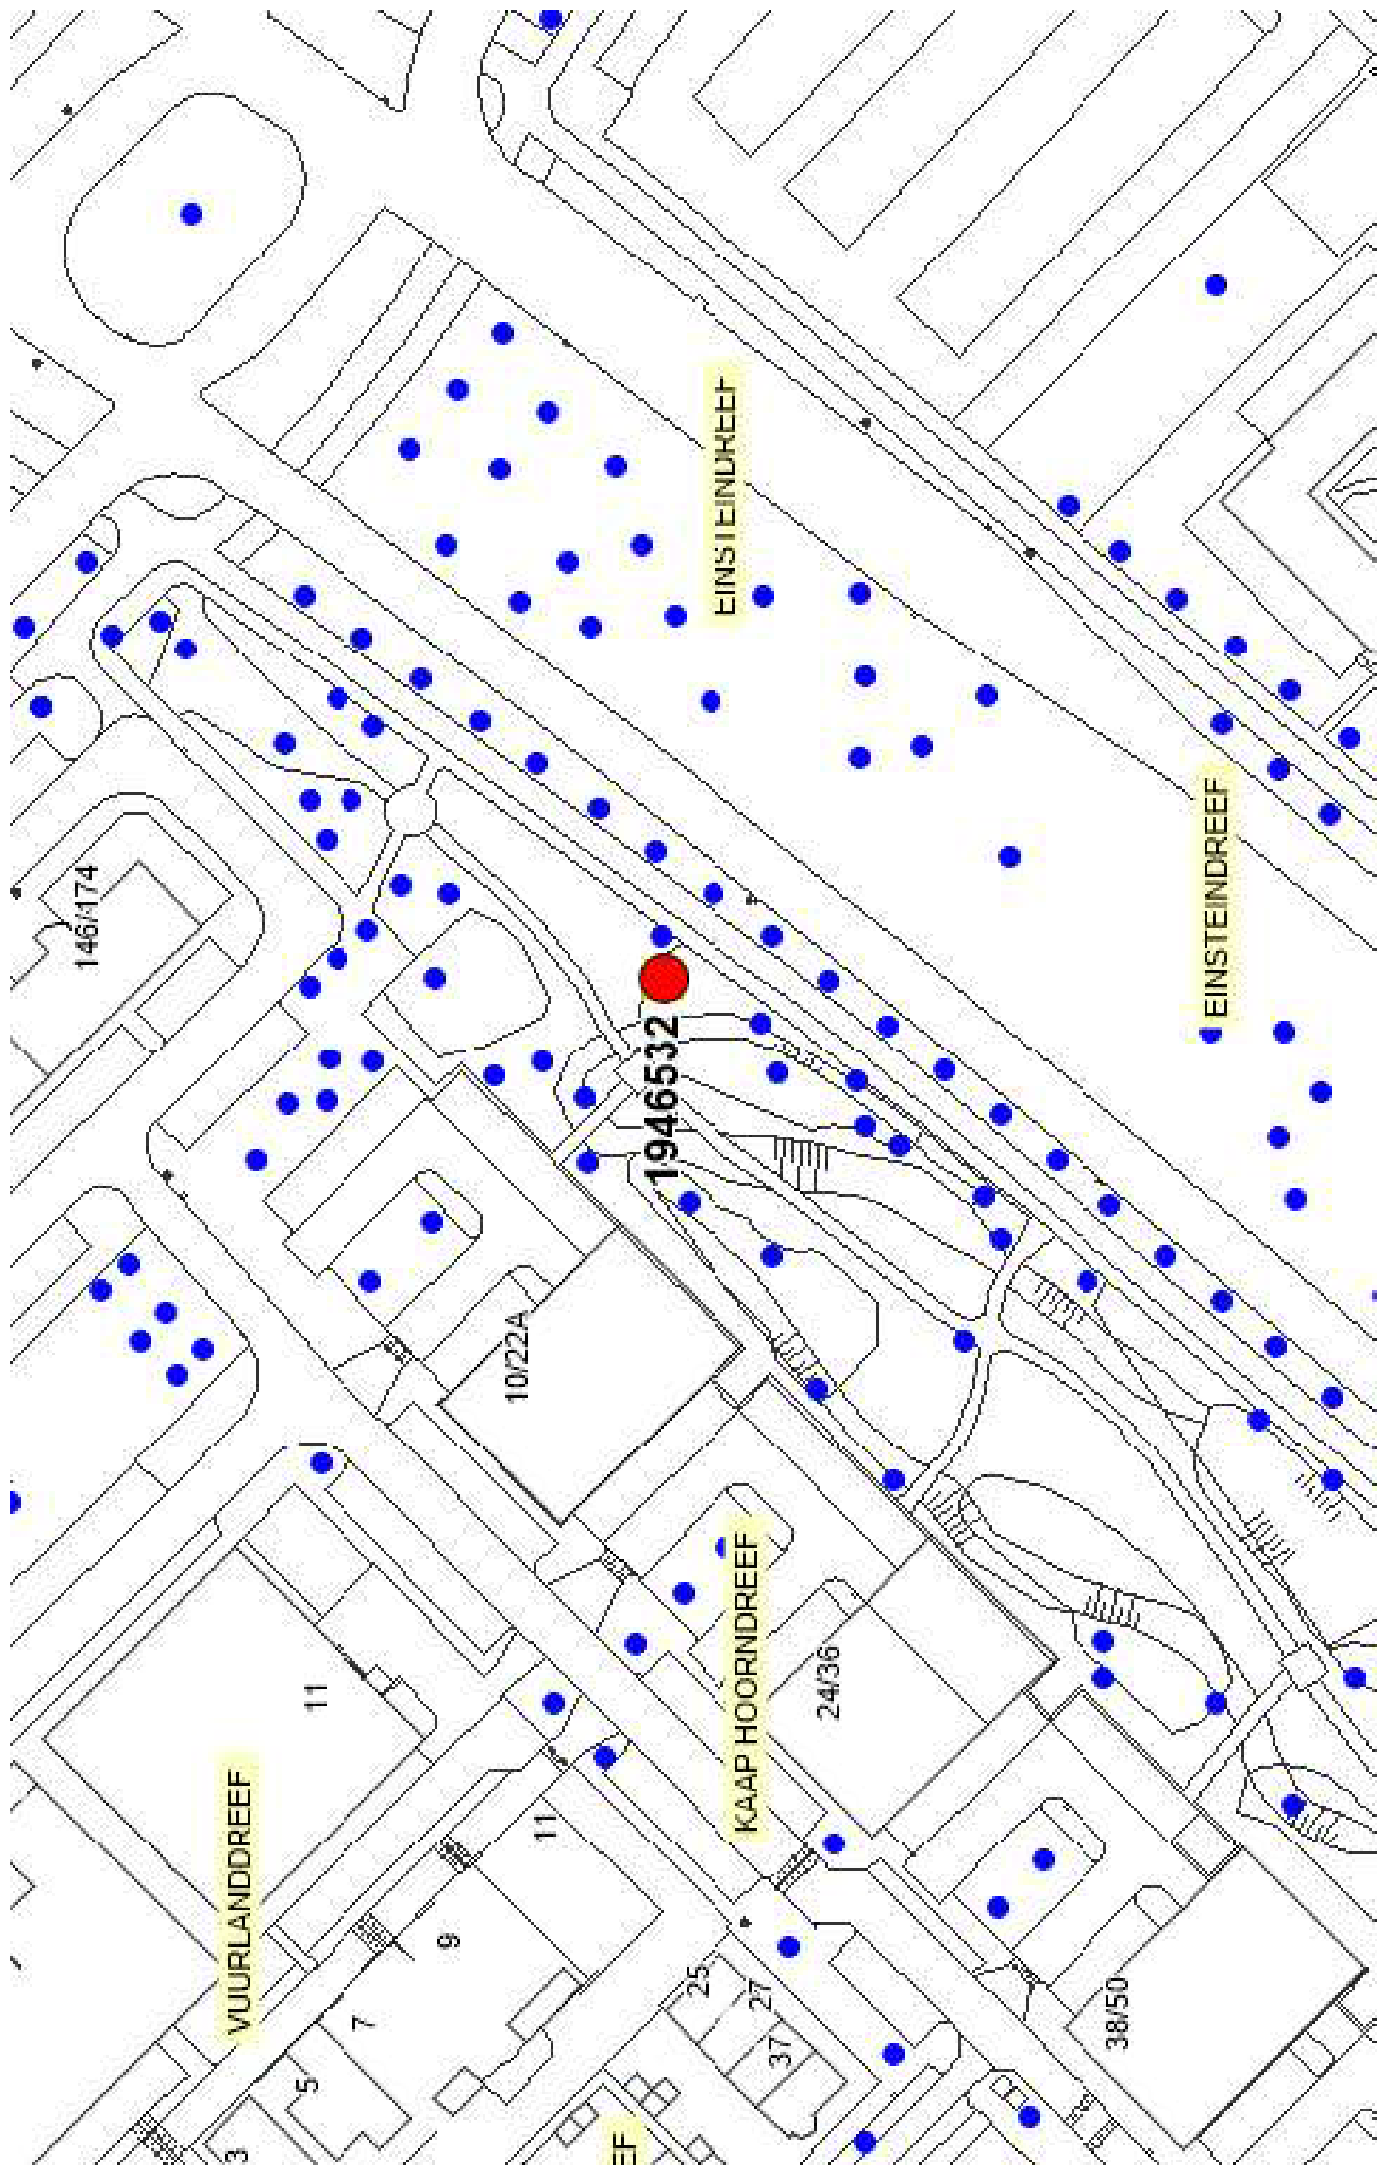 EINSTEINDREEF
EINSTEINDREEF
146/174
1946532
10/22A
KAAP HOORNDREEF
24/36
11
VUURLANDDREEF
11
9
7
5
3
25
27
37
38/50
EF